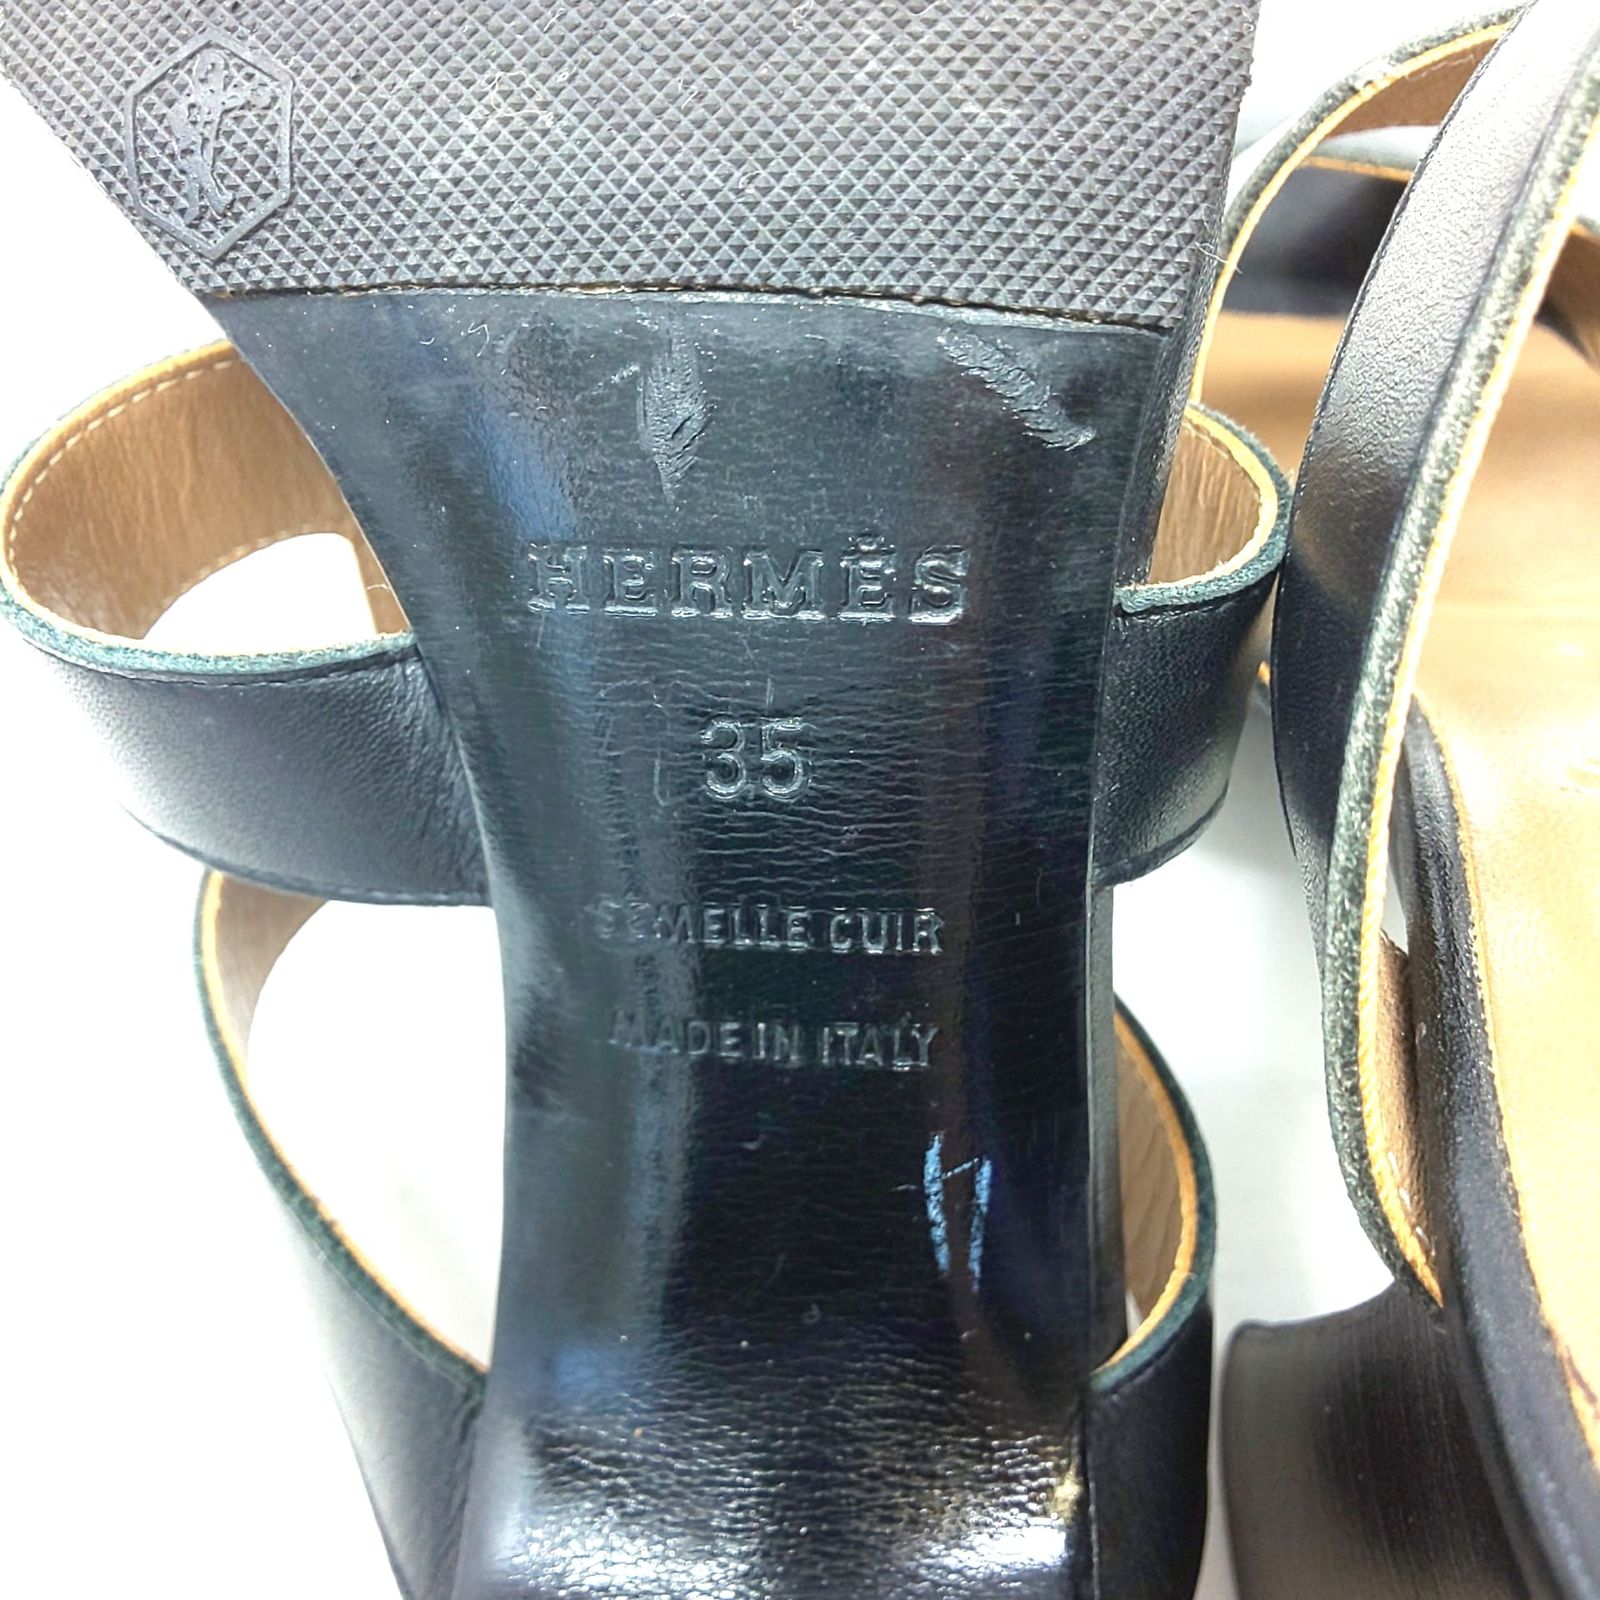 HERMÈS
35
SEMELLE CUIR
MADE IN ITALY